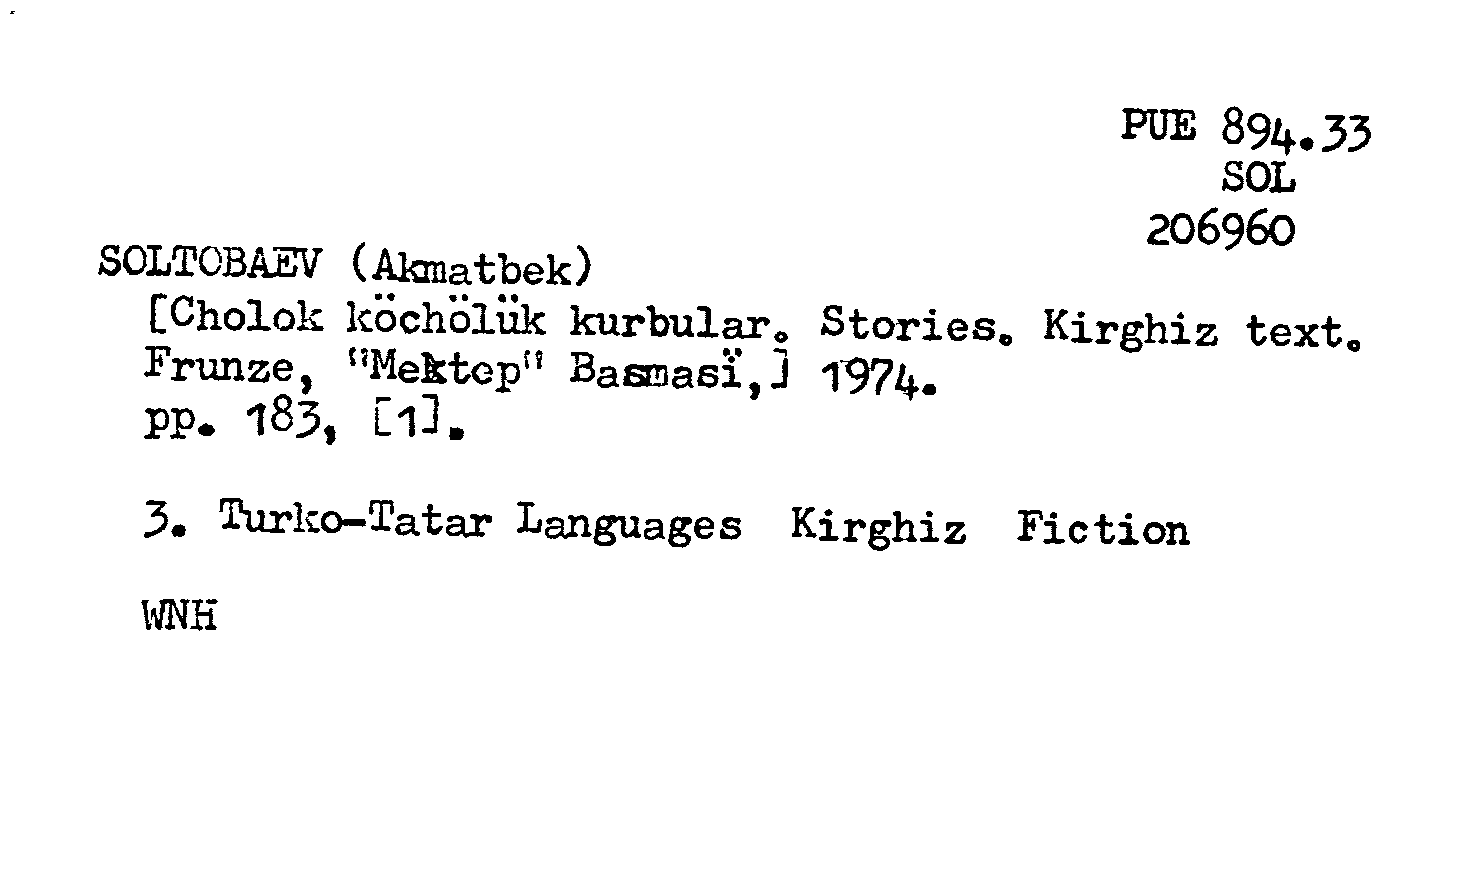 PUE 894.33
SOL
206960
SOLTOBAEV (Akmatbek)
[Cholok köchölük kurbular. Stories. Kirghiz text.
Frunze, "Mektep" Basmasï,] 1974.
pp. 183, [1].
3. Turko-Tatar Languages Kirghiz Fiction
WNH